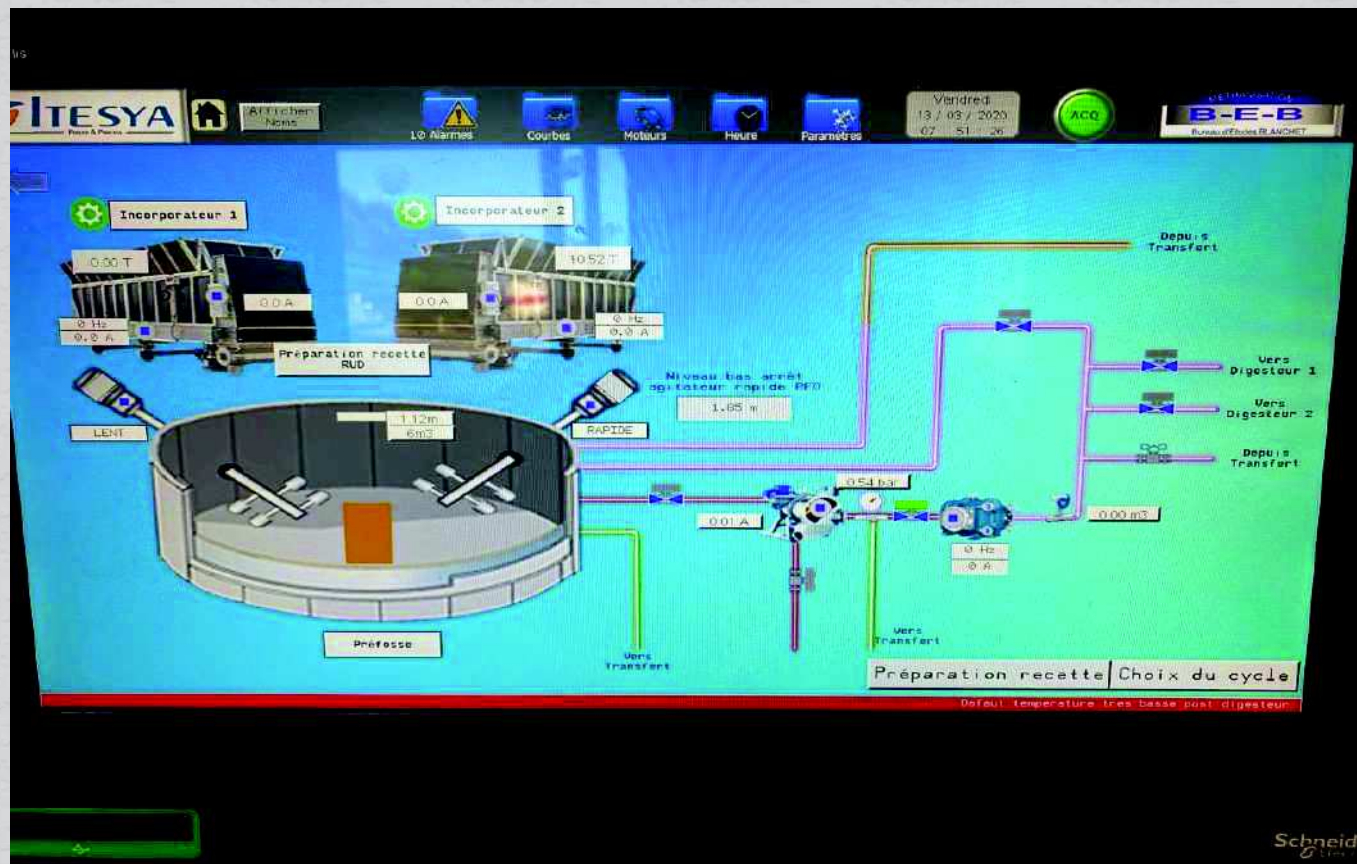 ITESYA
Afficher
Noms
10 Alarmes
Courbes
Moteurs
Heure
Paramètres
Vendredi
13 / 03 / 2020
07 51 26
ACQ
B-E-B
Bureau d'Etudes BLANCHET
Incorporateur 1
Incorporateur 2
Depuis
Transfert
0.00 T
10.52 T
0.0 A
0.0 A
0 Hz
0.0 A
0 Hz
0.0 A
Préparation recette
RUD
Niveau bas arrêt
agitateur rapide PFO
1.85 m
Vers
Digesteur 1
LENT
1.12m
6m3
RAPIDE
Vers
Digesteur 2
Depuis
Transfert
0.54 bar
0.01 A
0.00 m3
0 Hz
0 A
Préfosse
Vers
Transfert
Vers
Transfert
Préparation recette
Choix du cycle
Defaut temperature tres basse post digesteur
Schneid